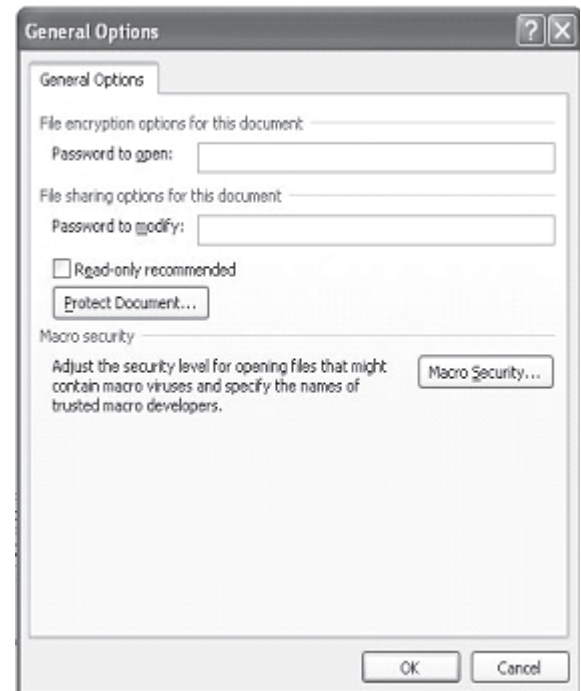 General Options
General Options
File encryption options for this document
Password to open:
File sharing options for this document
Password to modify:
Read-only recommended
Protect Document...
Macro security
Adjust the security level for opening files that might
contain macro viruses and specify the names of
trusted macro developers.
Macro Security...
OK
Cancel